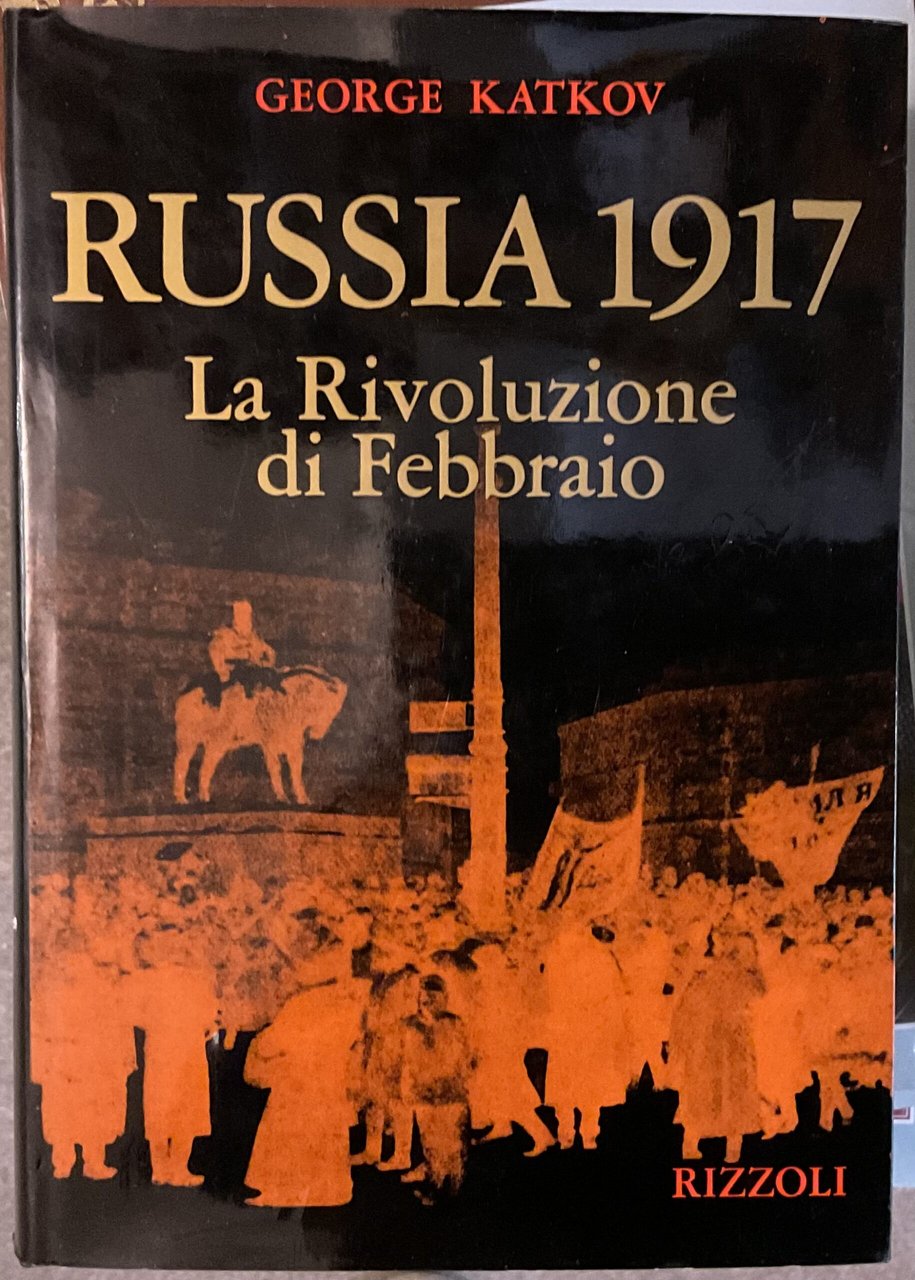 GEORGE KATKOV
RUSSIA 1917
La Rivoluzione
di Febbraio
RIZZOLI